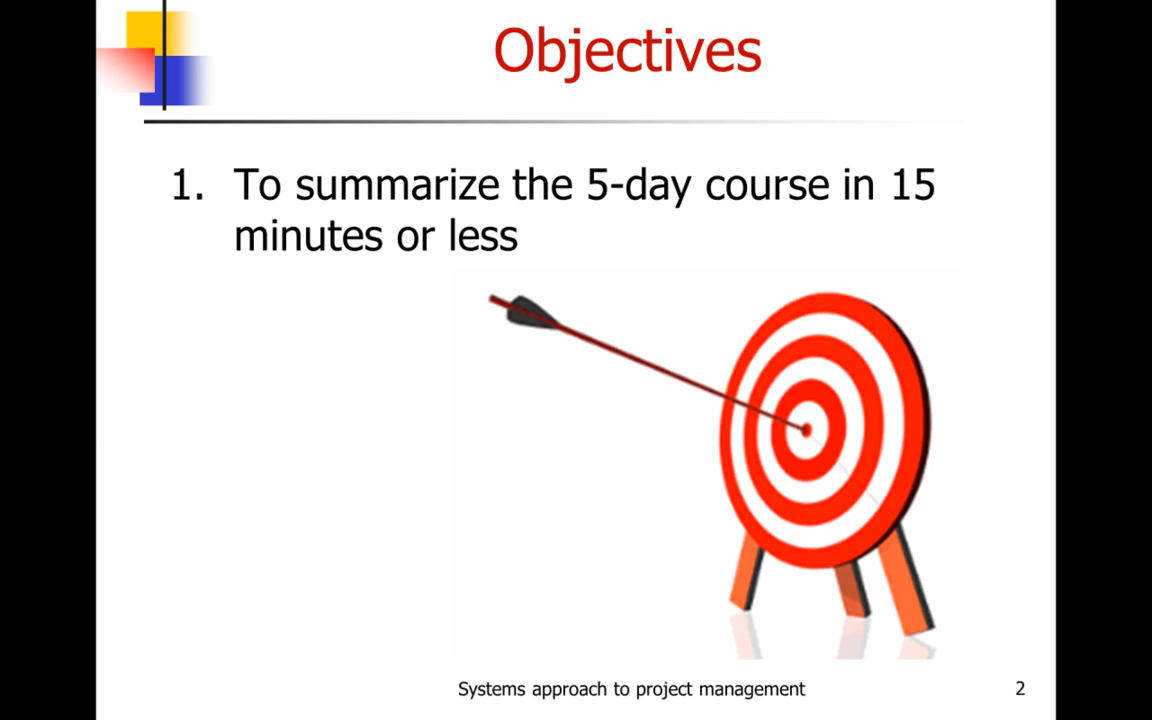 Objectives
1. To summarize the 5-day course in 15
minutes or less
Systems approach to project management
2